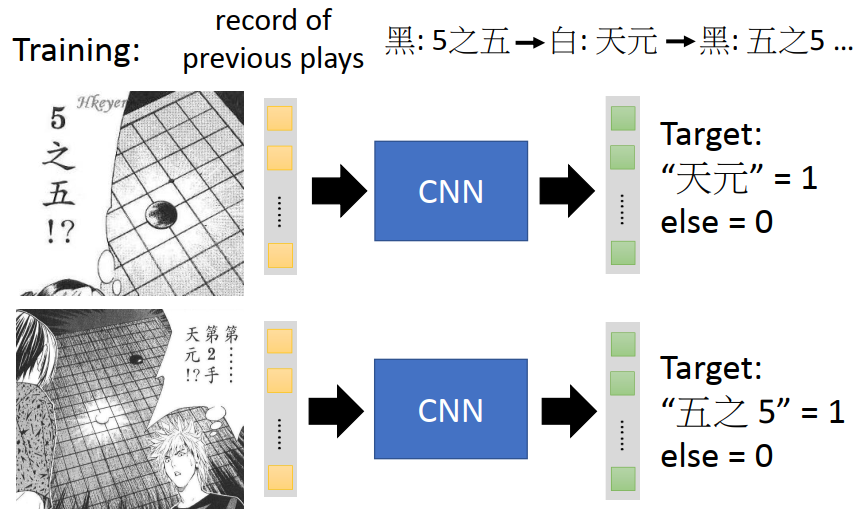 Training:
record of
previous plays
黑: 5之五→白: 天元→黑: 五之5 ...
Hkeyer
5之五!?
CNN
Target:
“天元” = 1
else = 0
第……
第2手
天元!?
CNN
Target:
“五之 5” = 1
else = 0